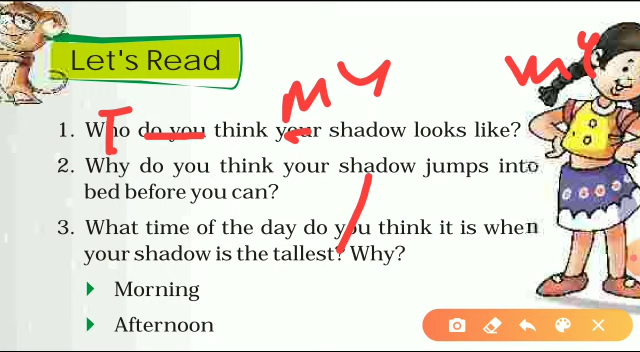 Let's Read
MY
my
I
1. Who do you think your shadow looks like?
2. Why do you think your shadow jumps into
bed before you can?
3. What time of the day do you think it is when
your shadow is the tallest? Why?
Morning
Afternoon